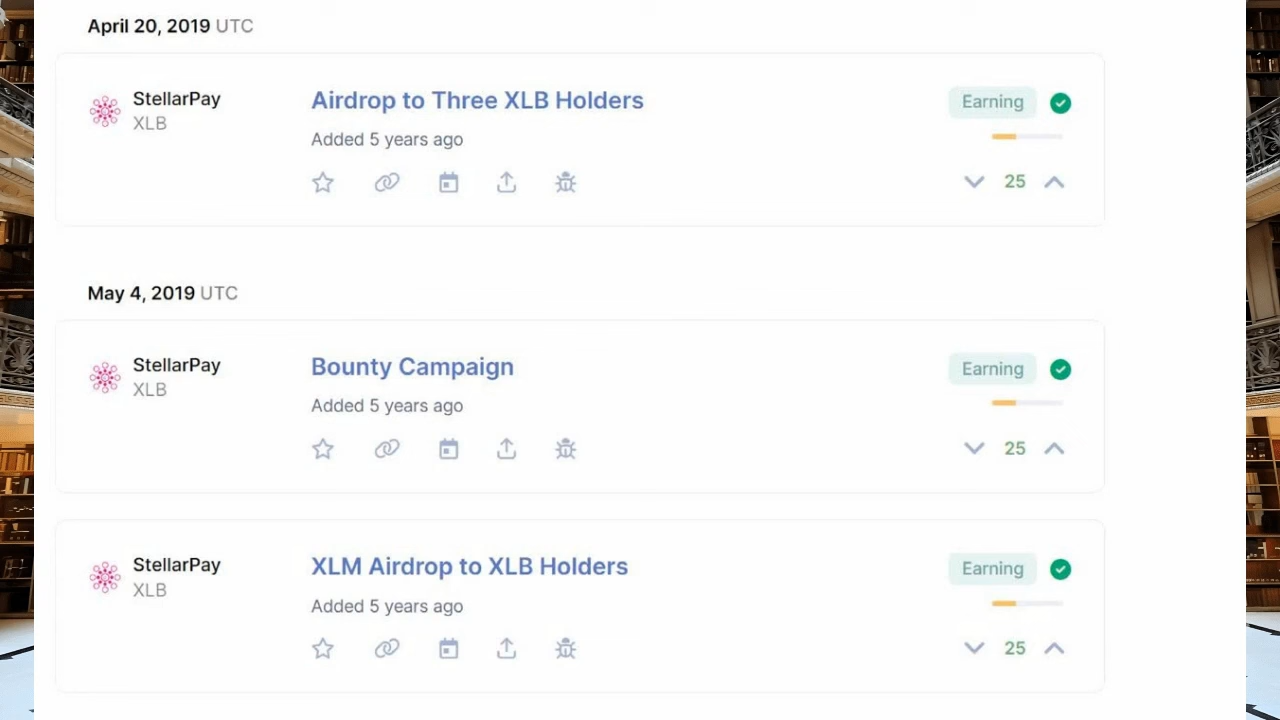 April 20, 2019 UTC
StellarPay
XLB
Airdrop to Three XLB Holders
Added 5 years ago
Earning
25
May 4, 2019 UTC
StellarPay
XLB
Bounty Campaign
Added 5 years ago
Earning
25
StellarPay
XLB
XLM Airdrop to XLB Holders
Added 5 years ago
Earning
25